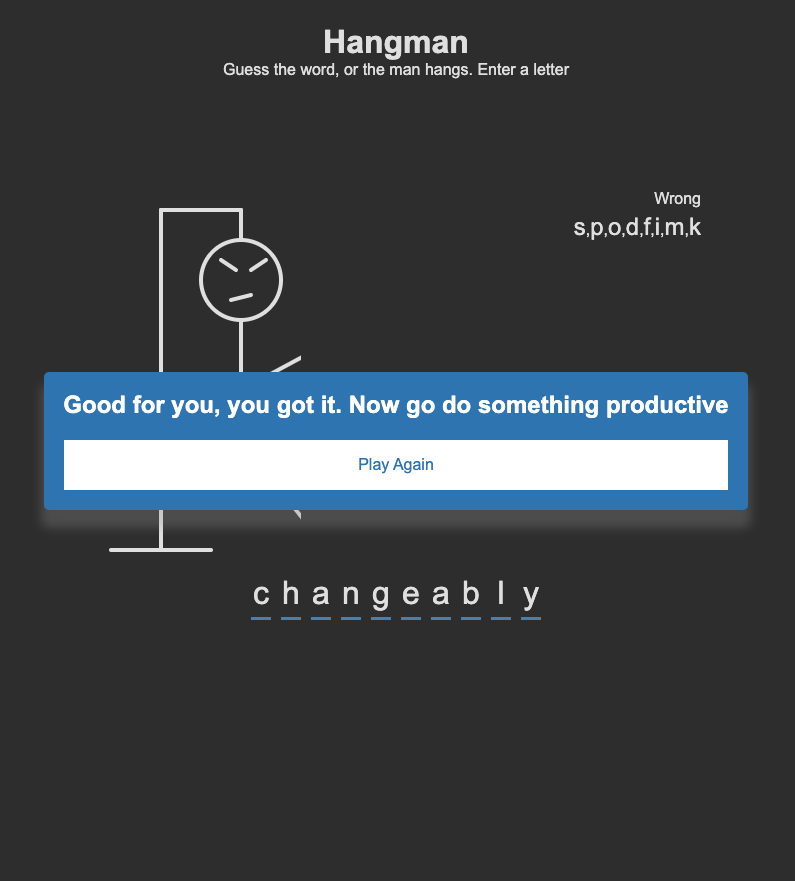 Hangman
Guess the word, or the man hangs. Enter a letter
Wrong
s,p,o,d,f,i,m,k
Good for you, you got it. Now go do something productive
Play Again
c h a n g e a b l y